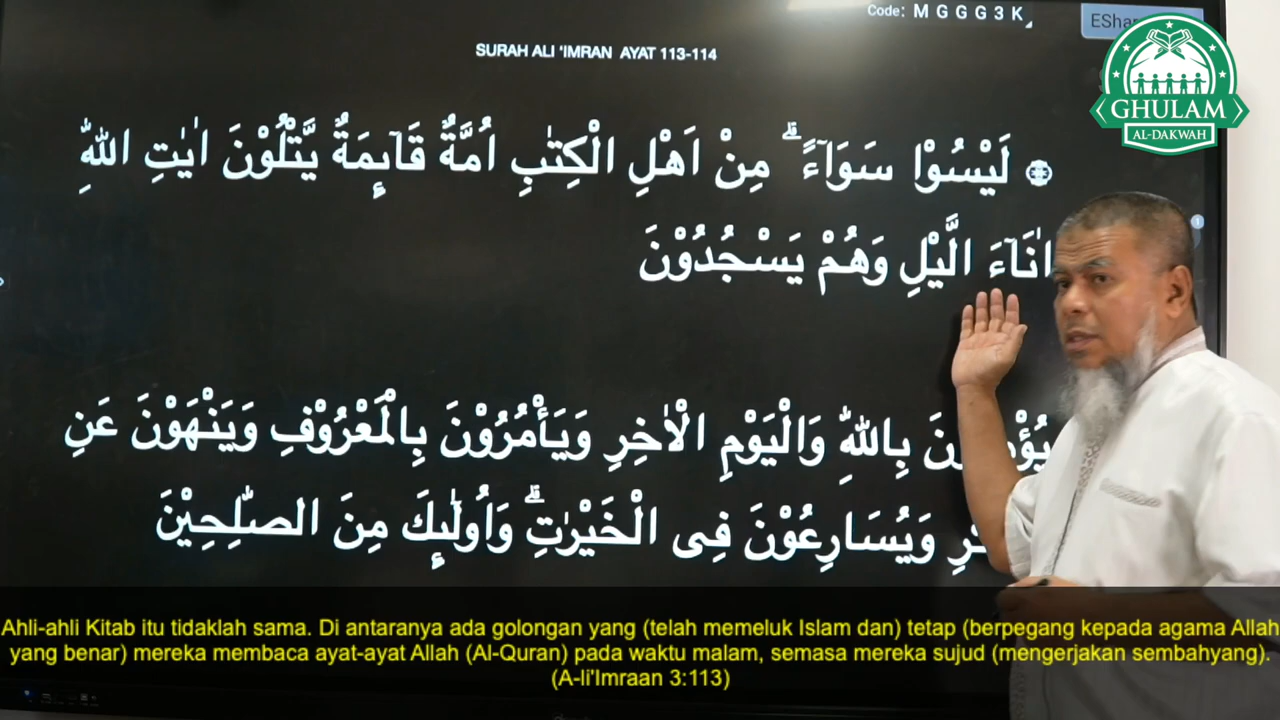 Code: M G G G 3 K
ESha
SURAH ALI 'IMRAN AYAT 113-114
GHULAM
AL-DAKWAH
لَيْسُوْا سَوَاۤءً ۗ مِنْ اَهْلِ الْكِتٰبِ اُمَّةٌ قَاۤىِٕمَةٌ يَّتْلُوْنَ اٰيٰتِ اللّٰهِ
اٰنَاۤءَ الَّيْلِ وَهُمْ يَسْجُدُوْنَ
بِاللّٰهِ وَالْيَوْمِ الْاٰخِرِ وَيَأْمُرُوْنَ بِالْمَعْرُوْفِ وَيَنْهَوْنَ عَنِ
وَيُسَارِعُوْنَ فِى الْخَيْرٰتِۗ وَاُولٰۤىِٕكَ مِنَ الصّٰلِحِيْنَ
Ahli-ahli Kitab itu tidaklah sama. Di antaranya ada golongan yang (telah memeluk Islam dan) tetap (berpegang kepada agama Allah
yang benar) mereka membaca ayat-ayat Allah (Al-Quran) pada waktu malam, semasa mereka sujud (mengerjakan sembahyang).
(A-li'Imraan 3:113)